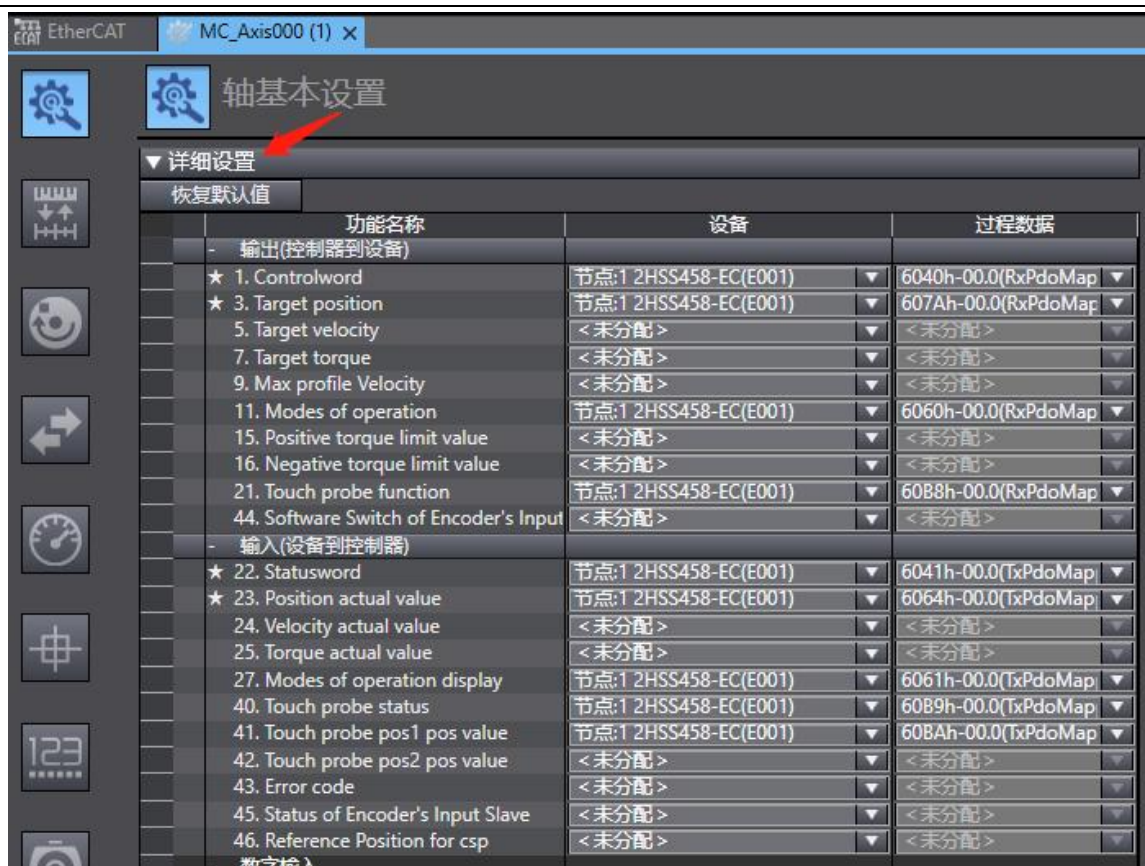 ECAT EtherCAT MC_Axis000 (1) ×
轴基本设置
▼详细设置
恢复默认值
功能名称 设备 过程数据
- 输出(控制器到设备)
★ 1. Controlword 节点:1 2HSS458-EC(E001) 6040h-00.0(RxPdoMap
★ 3. Target position 节点:1 2HSS458-EC(E001) 607Ah-00.0(RxPdoMap
5. Target velocity <未分配> <未分配>
7. Target torque <未分配> <未分配>
9. Max profile Velocity <未分配> <未分配>
11. Modes of operation 节点:1 2HSS458-EC(E001) 6060h-00.0(RxPdoMap
15. Positive torque limit value <未分配> <未分配>
16. Negative torque limit value <未分配> <未分配>
21. Touch probe function 节点:1 2HSS458-EC(E001) 60B8h-00.0(RxPdoMap
44. Software Switch of Encoder's Input <未分配> <未分配>
- 输入(设备到控制器)
★ 22. Statusword 节点:1 2HSS458-EC(E001) 6041h-00.0(TxPdoMap
★ 23. Position actual value 节点:1 2HSS458-EC(E001) 6064h-00.0(TxPdoMap
24. Velocity actual value <未分配> <未分配>
25. Torque actual value <未分配> <未分配>
27. Modes of operation display 节点:1 2HSS458-EC(E001) 6061h-00.0(TxPdoMap
40. Touch probe status 节点:1 2HSS458-EC(E001) 60B9h-00.0(TxPdoMap
41. Touch probe pos1 pos value 节点:1 2HSS458-EC(E001) 60BAh-00.0(TxPdoMap
42. Touch probe pos2 pos value <未分配> <未分配>
43. Error code <未分配> <未分配>
45. Status of Encoder's Input Slave <未分配> <未分配>
46. Reference Position for csp <未分配> <未分配>
123
数字输入